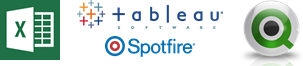 X
tableau
SOFTWARE
Spotfire®
Q